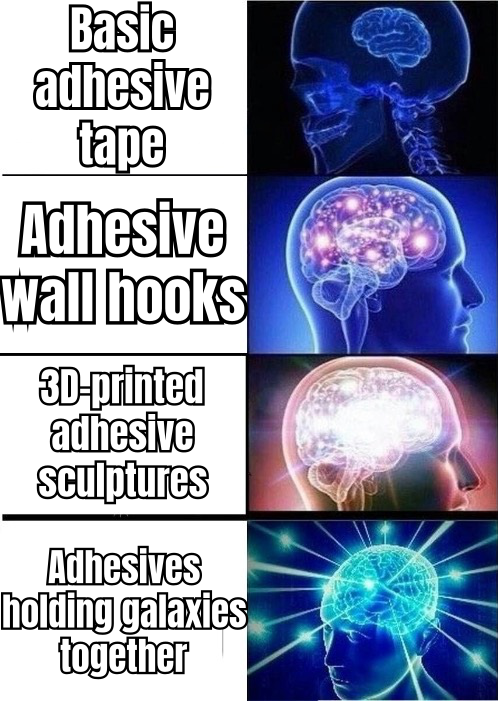 Basic
adhesive
tape
Adhesive
wall hooks
3D-printed
adhesive
sculptures
Adhesives
holding galaxies
together